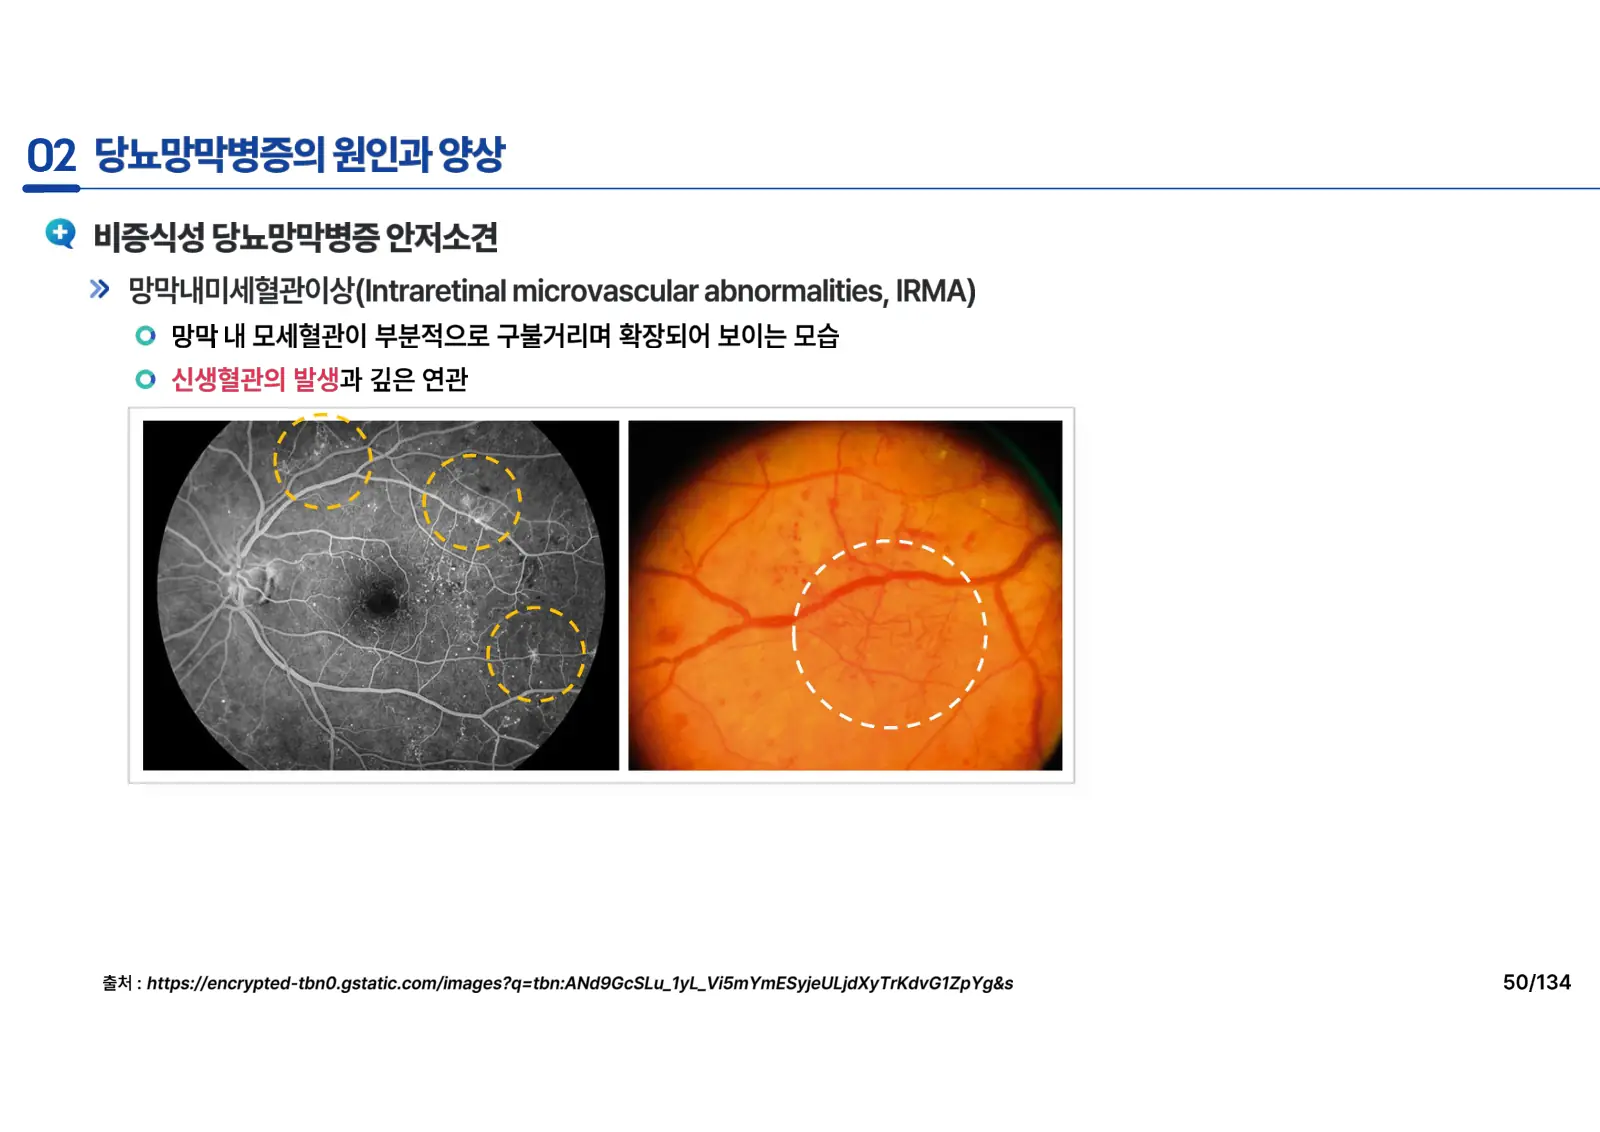 02 당뇨망막병증의 원인과 양상
비증식성 당뇨망막병증 안저소견
망막내미세혈관이상(Intraretinal microvascular abnormalities, IRMA)
망막 내 모세혈관이 부분적으로 구불거리며 확장되어 보이는 모습
신생혈관의 발생과 깊은 연관
출처 : https://encrypted-tbn0.gstatic.com/images?q=tbn:ANd9GcSLu_1yL_Vi5mYmESyjeULjdXyTrKdvG1ZpYg&s
50/134